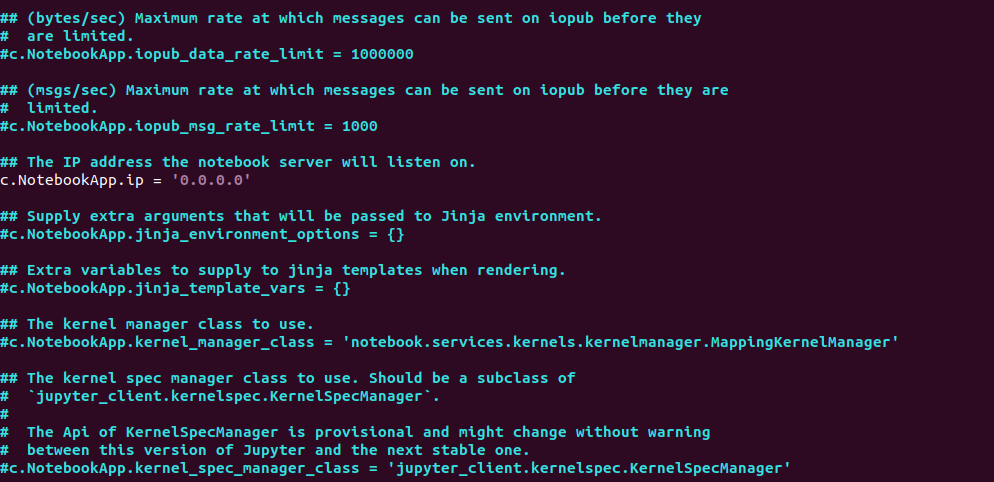 ## (bytes/sec) Maximum rate at which messages can be sent on iopub before they
#  are limited.
#c.NotebookApp.iopub_data_rate_limit = 1000000
## (msgs/sec) Maximum rate at which messages can be sent on iopub before they are
#  limited.
#c.NotebookApp.iopub_msg_rate_limit = 1000
## The IP address the notebook server will listen on.
c.NotebookApp.ip = '0.0.0.0'
## Supply extra arguments that will be passed to Jinja environment.
#c.NotebookApp.jinja_environment_options = {}
## Extra variables to supply to jinja templates when rendering.
#c.NotebookApp.jinja_template_vars = {}
## The kernel manager class to use.
#c.NotebookApp.kernel_manager_class = 'notebook.services.kernels.kernelmanager.MappingKernelManager'
## The kernel spec manager class to use. Should be a subclass of
#  `jupyter_client.kernelspec.KernelSpecManager`.
#
#  The Api of KernelSpecManager is provisional and might change without warning
#  between this version of Jupyter and the next stable one.
#c.NotebookApp.kernel_spec_manager_class = 'jupyter_client.kernelspec.KernelSpecManager'